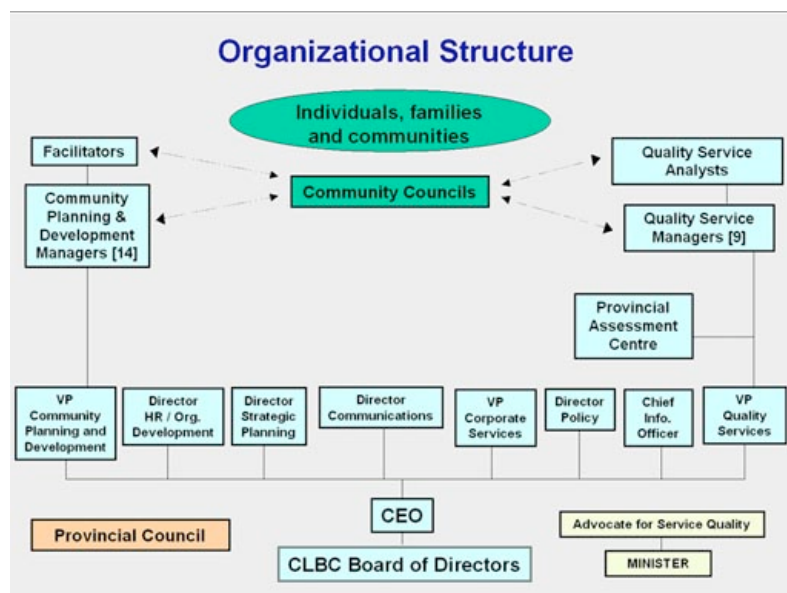 Organizational Structure
Individuals, families
and communities
Facilitators
Community Councils
Quality Service
Analysts
Community
Planning &
Development
Managers [14]
Quality Service
Managers [9]
Provincial
Assessment
Centre
VP
Community
Planning and
Development
Director
HR / Org.
Development
Director
Strategic
Planning
Director
Communications
VP
Corporate
Services
Director
Policy
Chief
Info.
Officer
VP
Quality
Services
CEO
CLBC Board of Directors
Provincial Council
Advocate for Service Quality
MINISTER